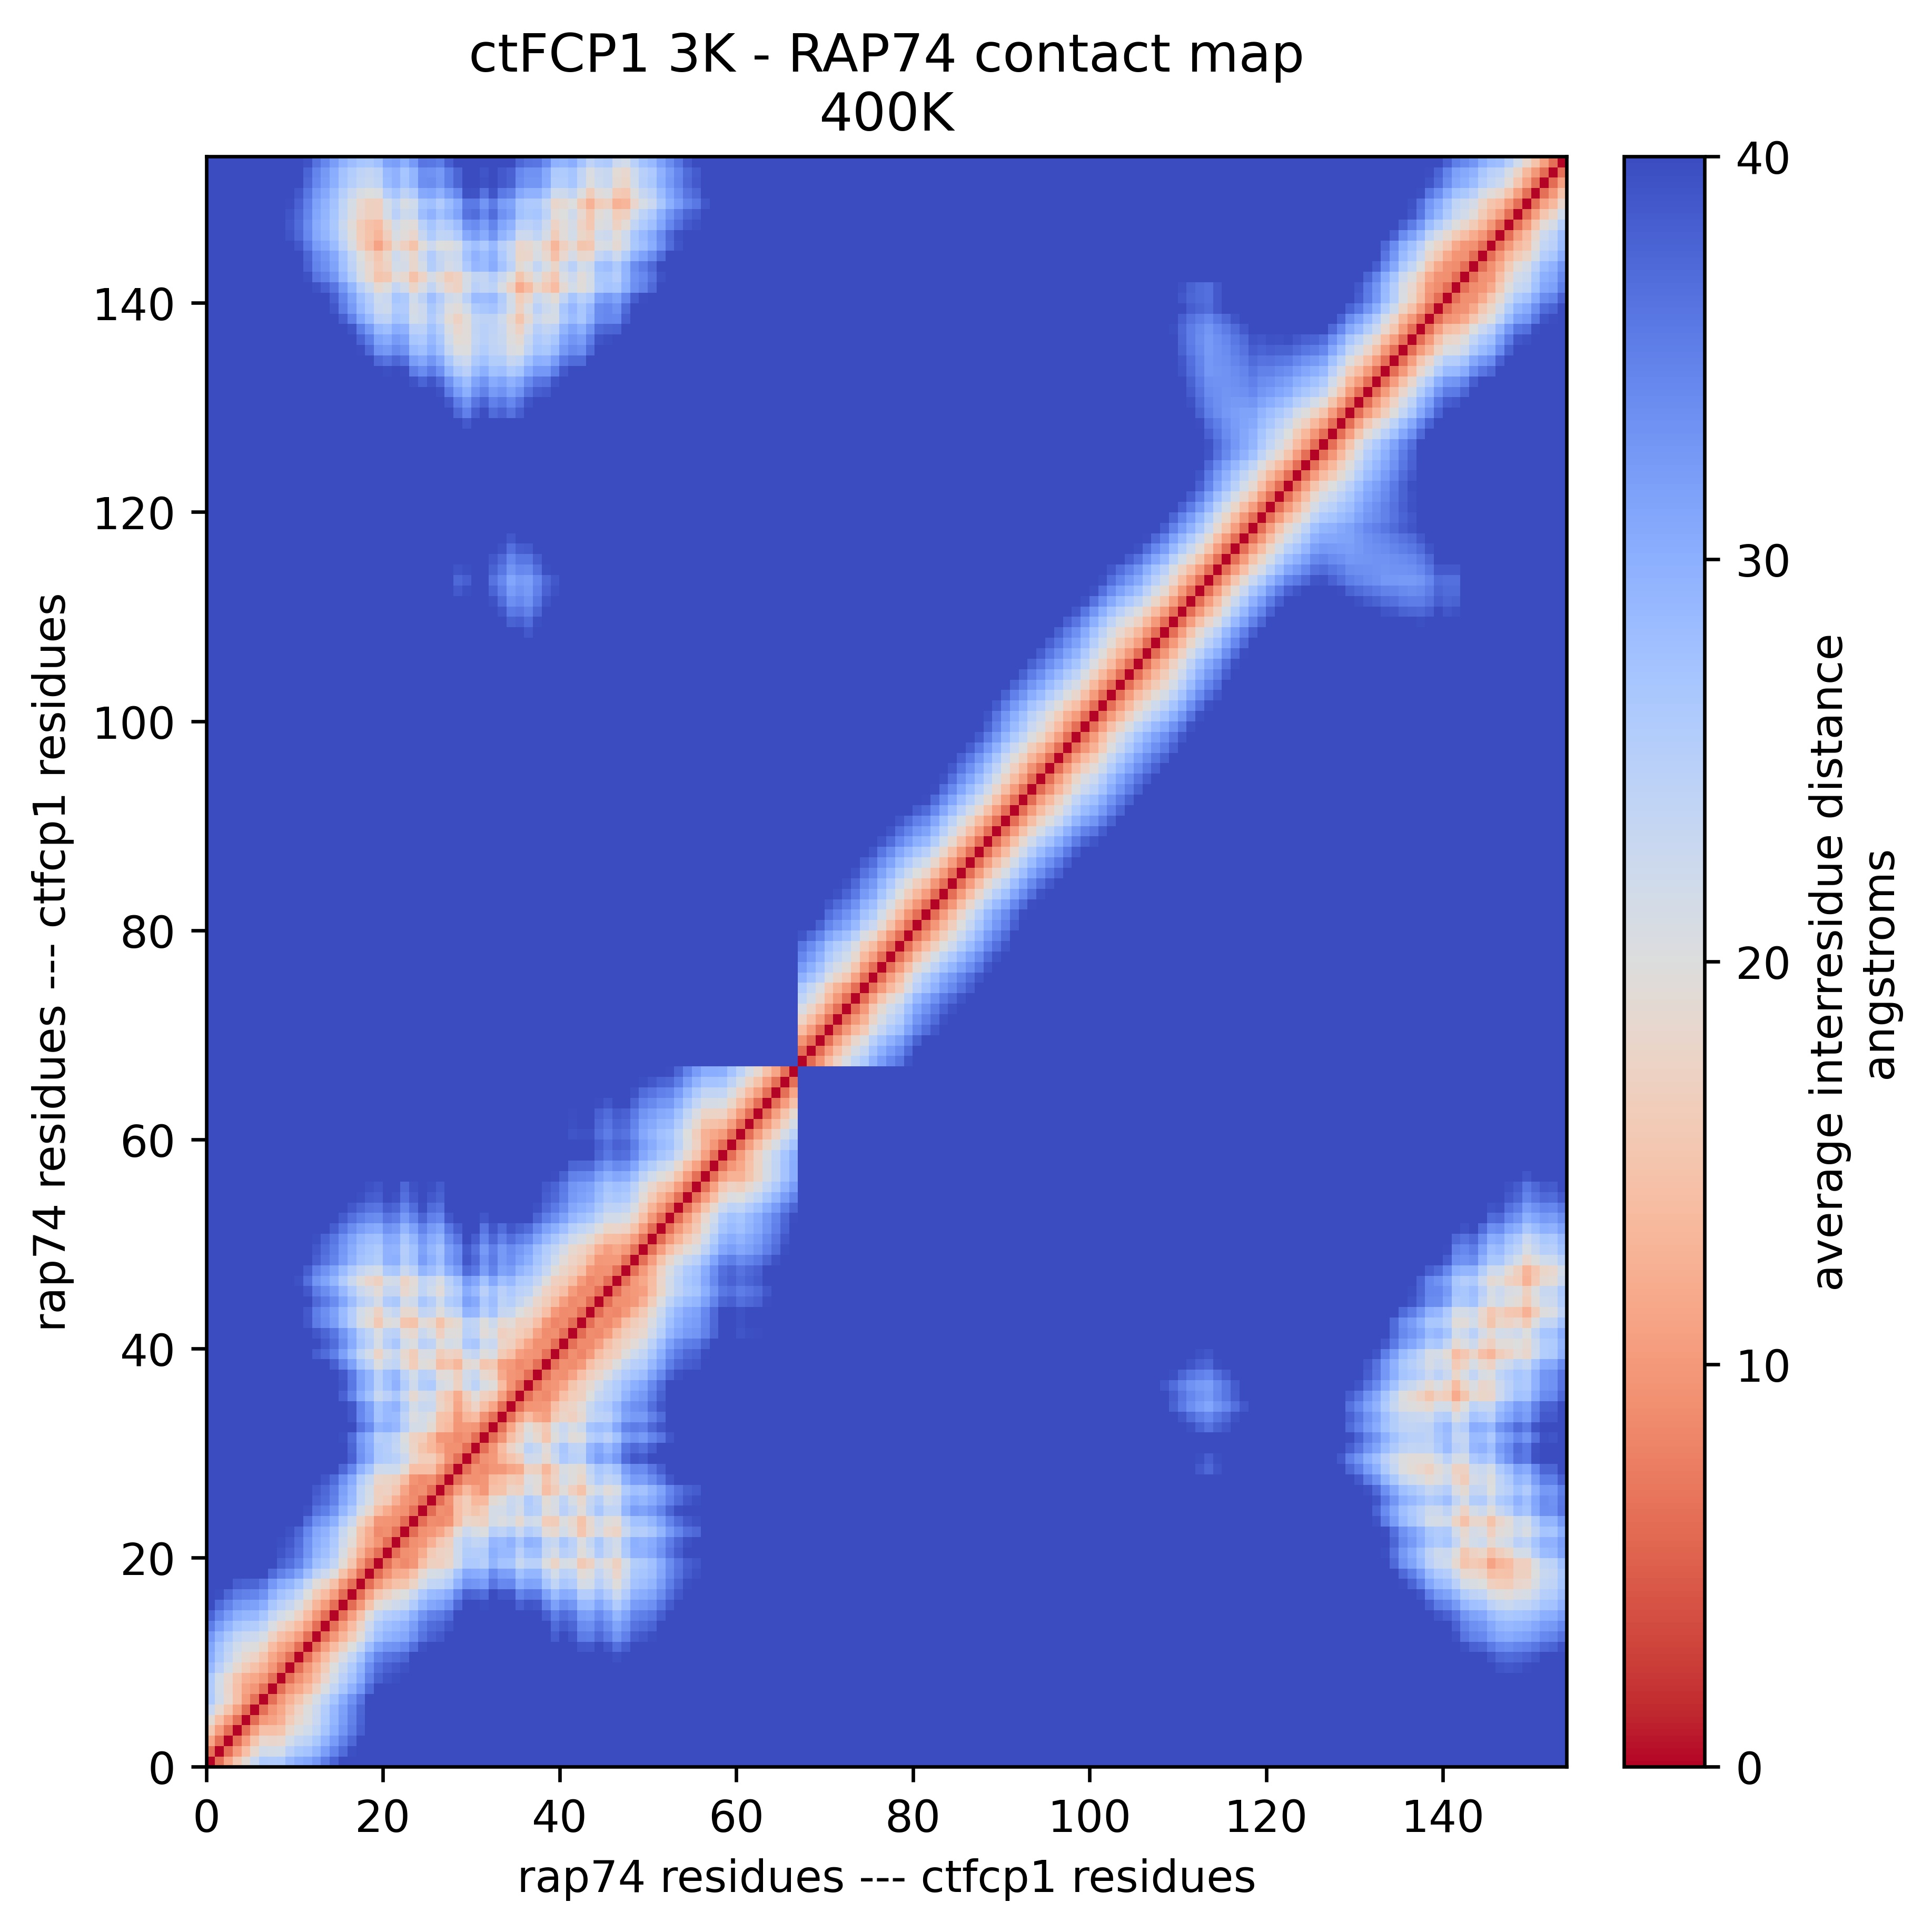 ctFCP1 3K - RAP74 contact map
400K
140
120
100
80
60
40
20
0
rap74 residues --- ctfcp1 residues
0 20 40 60 80 100 120 140
rap74 residues --- ctfcp1 residues
40
30
20
10
0
average interresidue distance
angstroms